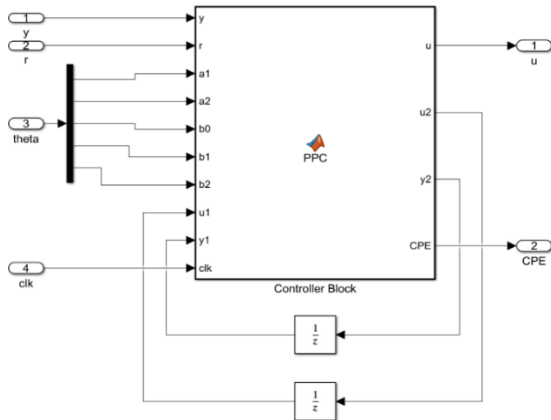 1
y
2
r
3
theta
4
clk
y
r
a1
a2
b0
b1
b2
u1
y1
clk
PPC
u
u2
y2
CPE
Controller Block
1
u
2
CPE
1
z
1
z